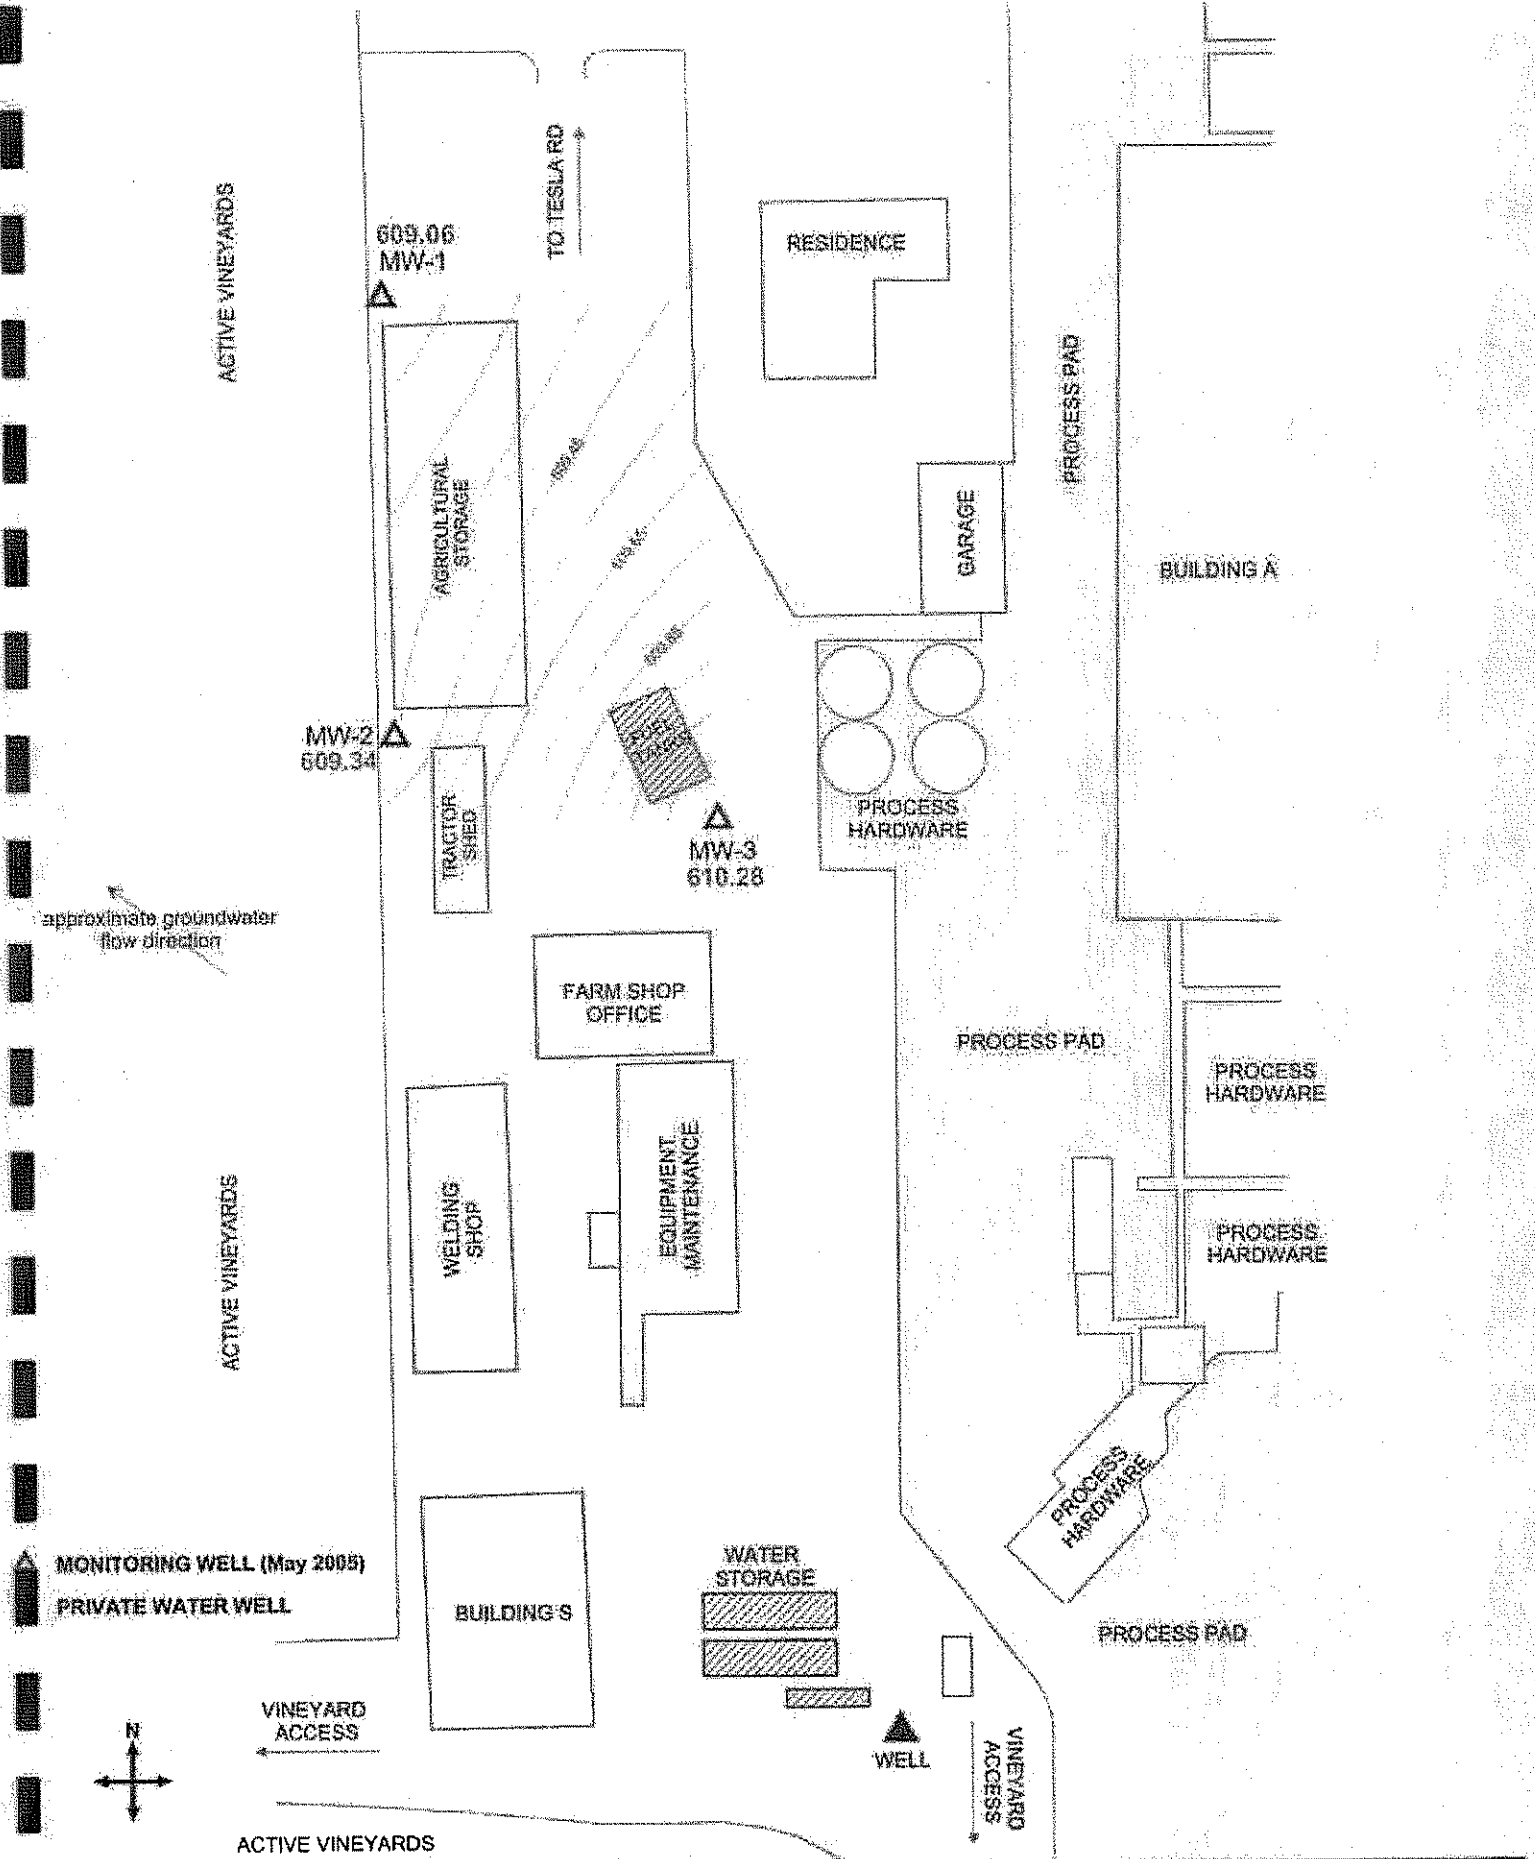 ACTIVE VINEYARDS
609.06
MW-1
TO TESLA RD
RESIDENCE
PROCESS PAD
AGRICULTURAL
STORAGE
GARAGE
BUILDING A
MW-2
609.34
TRACTOR
SHED
MW-3
610.28
PROCESS
HARDWARE
approximate groundwater
flow direction
FARM SHOP
OFFICE
PROCESS PAD
PROCESS
HARDWARE
ACTIVE VINEYARDS
WELDING
SHOP
EQUIPMENT
MAINTENANCE
PROCESS
HARDWARE
PROCESS
HARDWARE
MONITORING WELL (May 2005)
PRIVATE WATER WELL
BUILDING S
WATER
STORAGE
PROCESS PAD
N
VINEYARD
ACCESS
WELL
VINEYARD
ACCESS
ACTIVE VINEYARDS